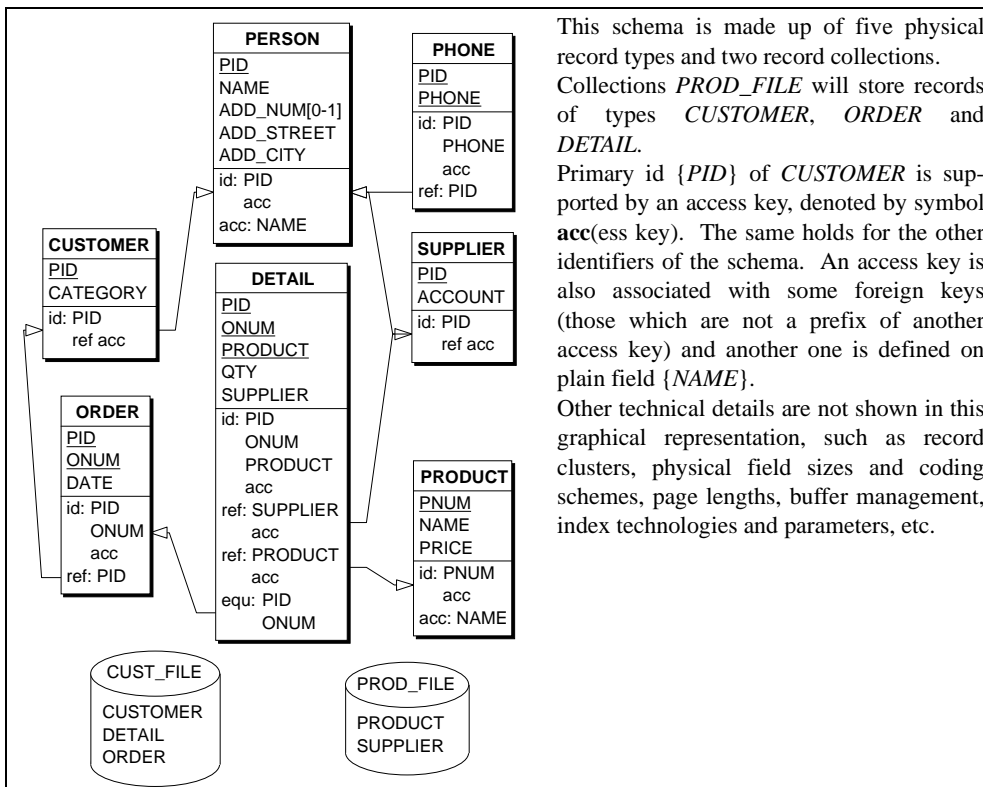 PERSON
PID
NAME
ADD_NUM[0-1]
ADD_STREET
ADD_CITY
id: PID
acc
acc: NAME
PHONE
PID
PHONE
id: PID
PHONE
acc
ref: PID
CUSTOMER
PID
CATEGORY
id: PID
ref acc
DETAIL
PID
ONUM
PRODUCT
QTY
SUPPLIER
id: PID
ONUM
PRODUCT
acc
ref: SUPPLIER
acc
ref: PRODUCT
acc
equ: PID
ONUM
SUPPLIER
PID
ACCOUNT
id: PID
ref acc
ORDER
PID
ONUM
DATE
id: PID
ONUM
acc
ref: PID
PRODUCT
PNUM
NAME
PRICE
id: PNUM
acc
acc: NAME
CUST_FILE
CUSTOMER
DETAIL
ORDER
PROD_FILE
PRODUCT
SUPPLIER
This schema is made up of five physical
record types and two record collections.
Collections PROD_FILE will store records
of types CUSTOMER, ORDER and
DETAIL.
Primary id {PID} of CUSTOMER is sup-
ported by an access key, denoted by symbol
acc(ess key). The same holds for the other
identifiers of the schema. An access key is
also associated with some foreign keys
(those which are not a prefix of another
access key) and another one is defined on
plain field {NAME}.
Other technical details are not shown in this
graphical representation, such as record
clusters, physical field sizes and coding
schemes, page lengths, buffer management,
index technologies and parameters, etc.